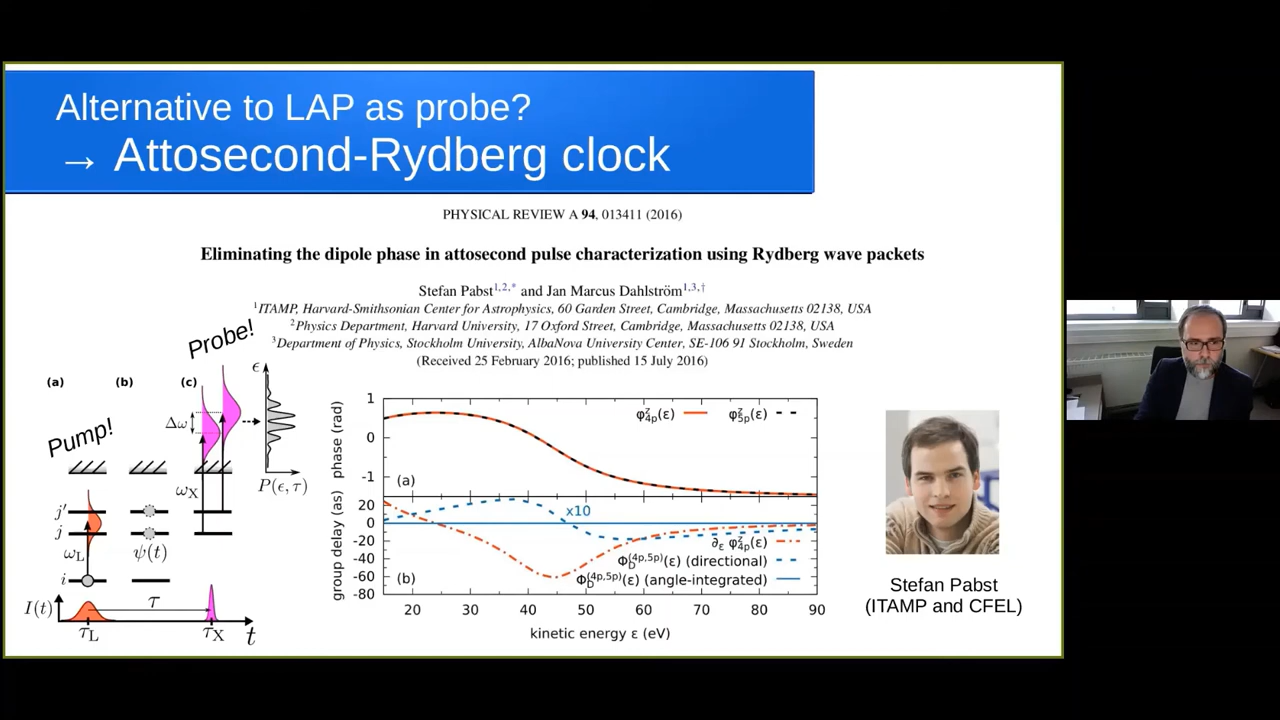 Alternative to LAP as probe?
→ Attosecond-Rydberg clock
PHYSICAL REVIEW A 94, 013411 (2016)
Eliminating the dipole phase in attosecond pulse characterization using Rydberg wave packets
Stefan Pabst1,2,* and Jan Marcus Dahlström1,3,†
1ITAMP, Harvard-Smithsonian Center for Astrophysics, 60 Garden Street, Cambridge, Massachusetts 02138, USA
2Physics Department, Harvard University, 17 Oxford Street, Cambridge, Massachusetts 02138, USA
3Department of Physics, Stockholm University, AlbaNova University Center, SE-106 91 Stockholm, Sweden
(Received 25 February 2016; published 15 July 2016)
Pump!
Probe!
(a) (b) (c)
ϵ
Δω
P(ϵ, τ)
ωX
j′
j
ωL
ψ(t)
i
I(t)
τ
τL τX t
phase (rad)
1
0
-1
φᶻ4p(ε) φᶻ5p(ε)
(a)
group delay (as)
20
0
-20
-40
-60
-80
x10
∂ε φᶻ4p(ε)
ΦD(4p,5p)(ε) (directional)
ΦD(4p,5p)(ε) (angle-integrated)
(b)
20 30 40 50 60 70 80 90
kinetic energy ε (eV)
Stefan Pabst
(ITAMP and CFEL)